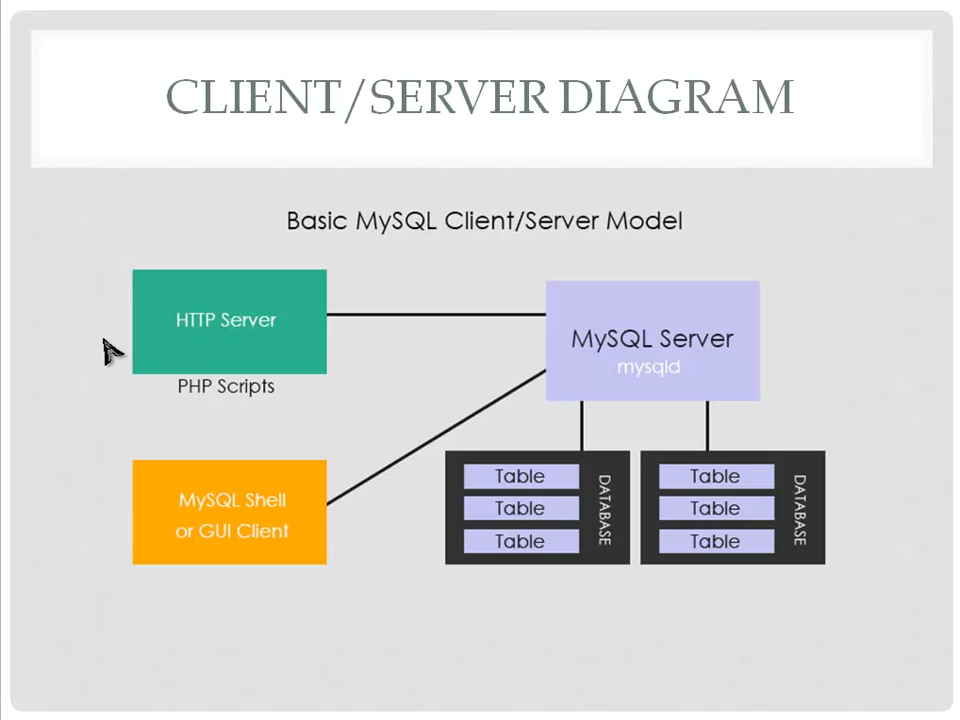 CLIENT/SERVER DIAGRAM
Basic MySQL Client/Server Model
HTTP Server
PHP Scripts
MySQL Server
mysqld
MySQL Shell
or GUI Client
Table
Table
Table
DATABASE
Table
Table
Table
DATABASE